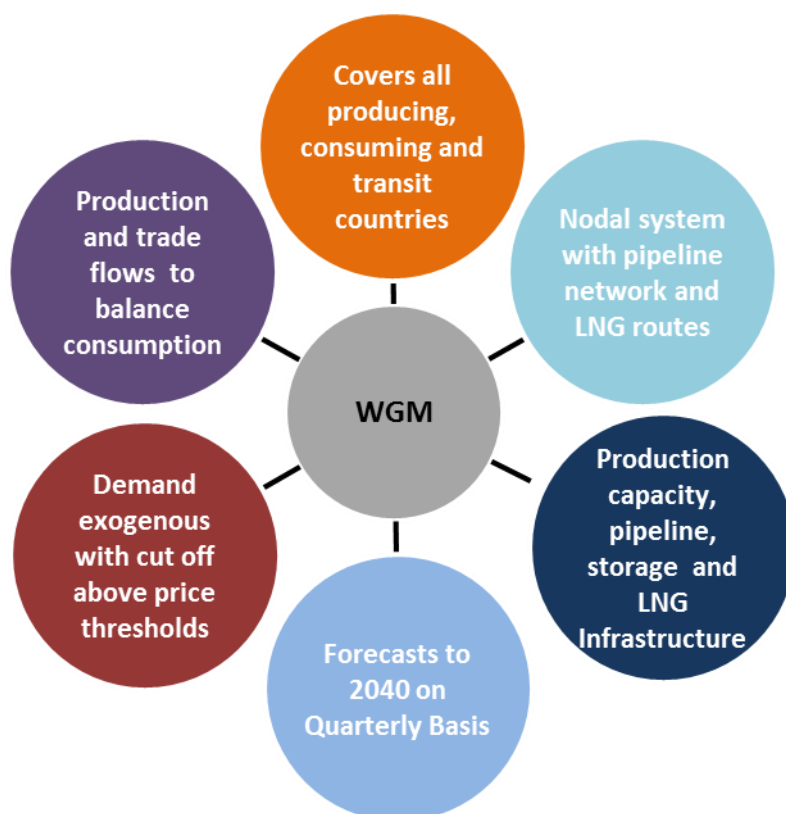 Covers all
producing,
consuming and
transit
countries
Nodal system
with pipeline
network and
LNG routes
Production
capacity,
pipeline,
storage and
LNG
Infrastructure
Forecasts to
2040 on
Quarterly Basis
Demand
exogenous
with cut off
above price
thresholds
Production
and trade
flows to
balance
consumption
WGM